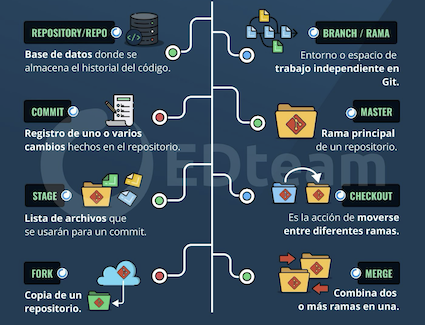 REPOSITORY/REPO
Base de datos donde se
almacena el historial del código.
COMMIT
Registro de uno o varios
cambios hechos en el repositorio.
STAGE
Lista de archivos que
se usarán para un commit.
FORK
Copia de un
repositorio.
BRANCH / RAMA
Entorno o espacio de
trabajo independiente en
Git.
MASTER
Rama principal
de un repositorio.
CHECKOUT
Es la acción de moverse
entre diferentes ramas.
MERGE
Combina dos
o más ramas en una.
EDteam